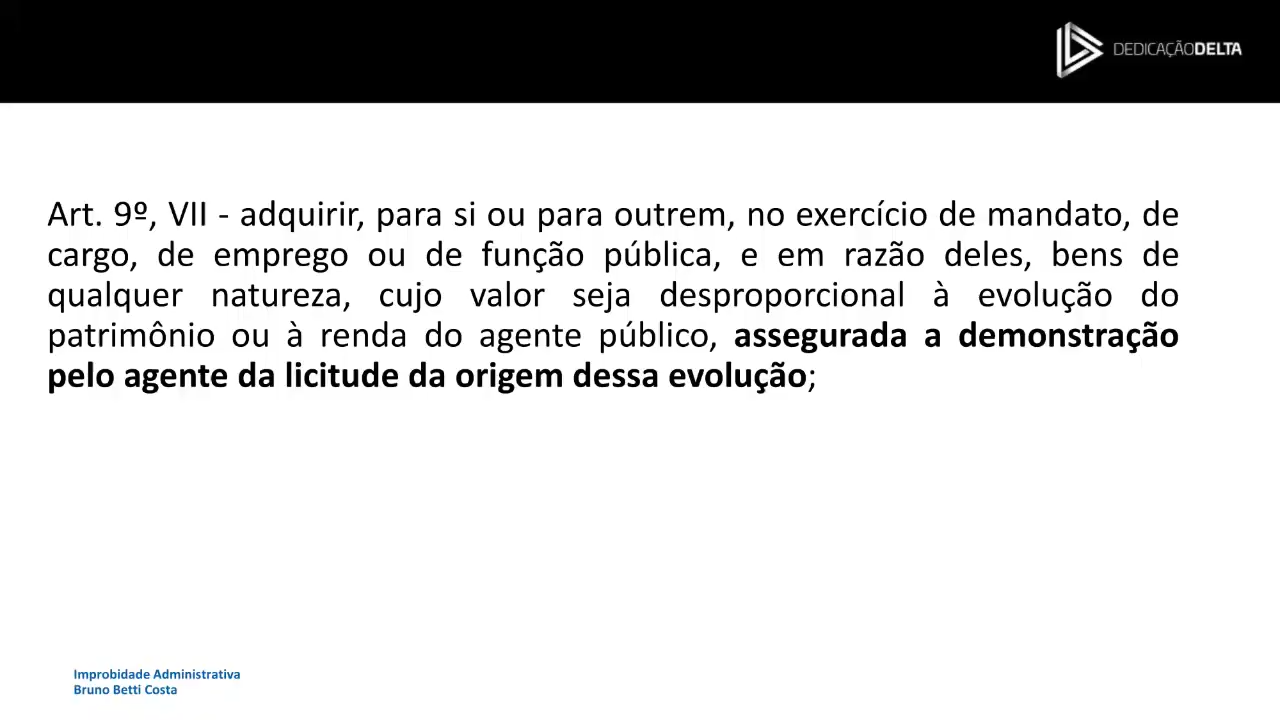 DEDICAÇÃODELTA
Art. 9º, VII - adquirir, para si ou para outrem, no exercício de mandato, de
cargo, de emprego ou de função pública, e em razão deles, bens de
qualquer natureza, cujo valor seja desproporcional à evolução do
patrimônio ou à renda do agente público, assegurada a demonstração
pelo agente da licitude da origem dessa evolução;
Improbidade Administrativa
Bruno Betti Costa